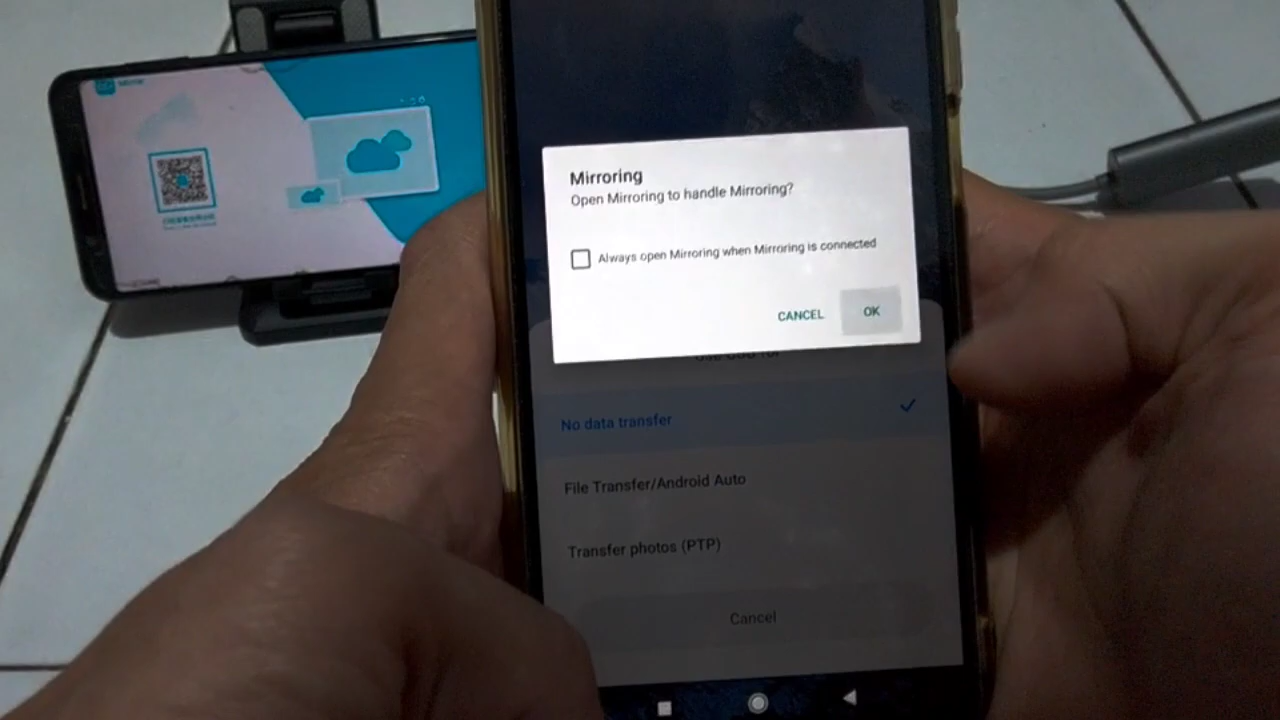 Mirroring
Open Mirroring to handle Mirroring?
Always open Mirroring when Mirroring is connected
CANCEL
OK
No data transfer
File Transfer/Android Auto
Transfer photos (PTP)
Cancel